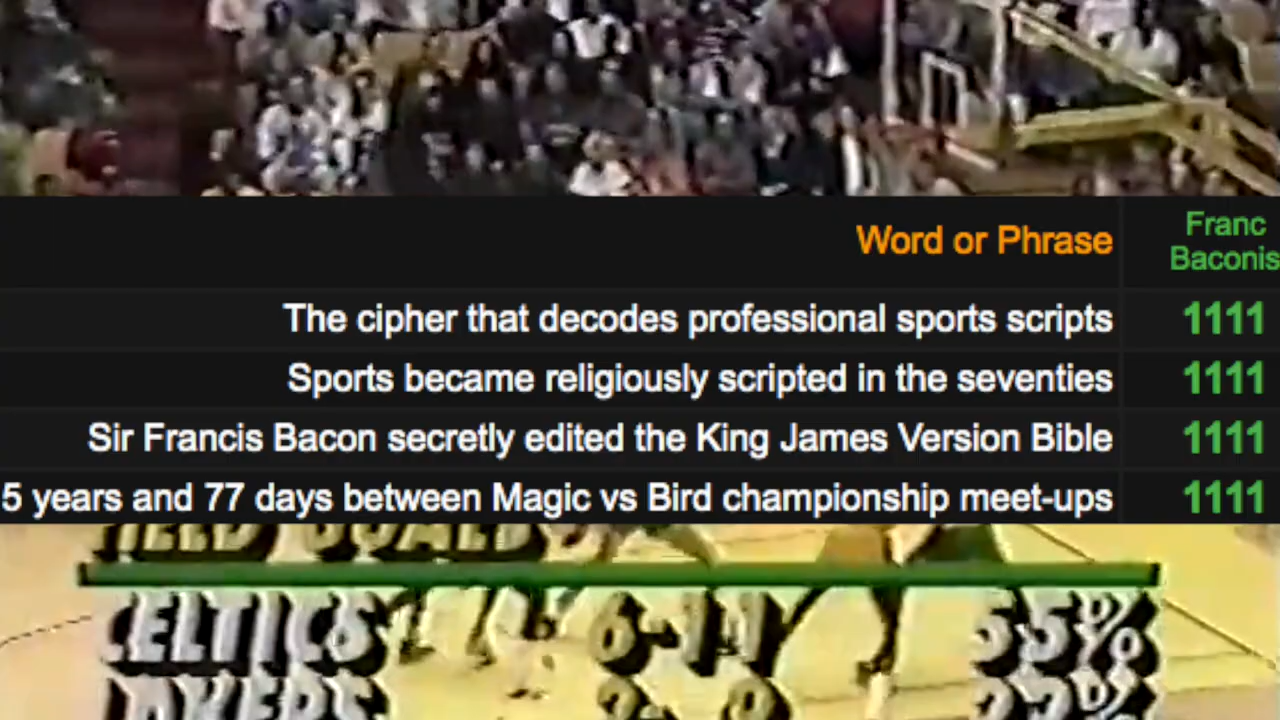 Word or Phrase
Franc
Baconis
The cipher that decodes professional sports scripts 1111
Sports became religiously scripted in the seventies 1111
Sir Francis Bacon secretly edited the King James Version Bible 1111
5 years and 77 days between Magic vs Bird championship meet-ups 1111
CELTICS 6-11 55%